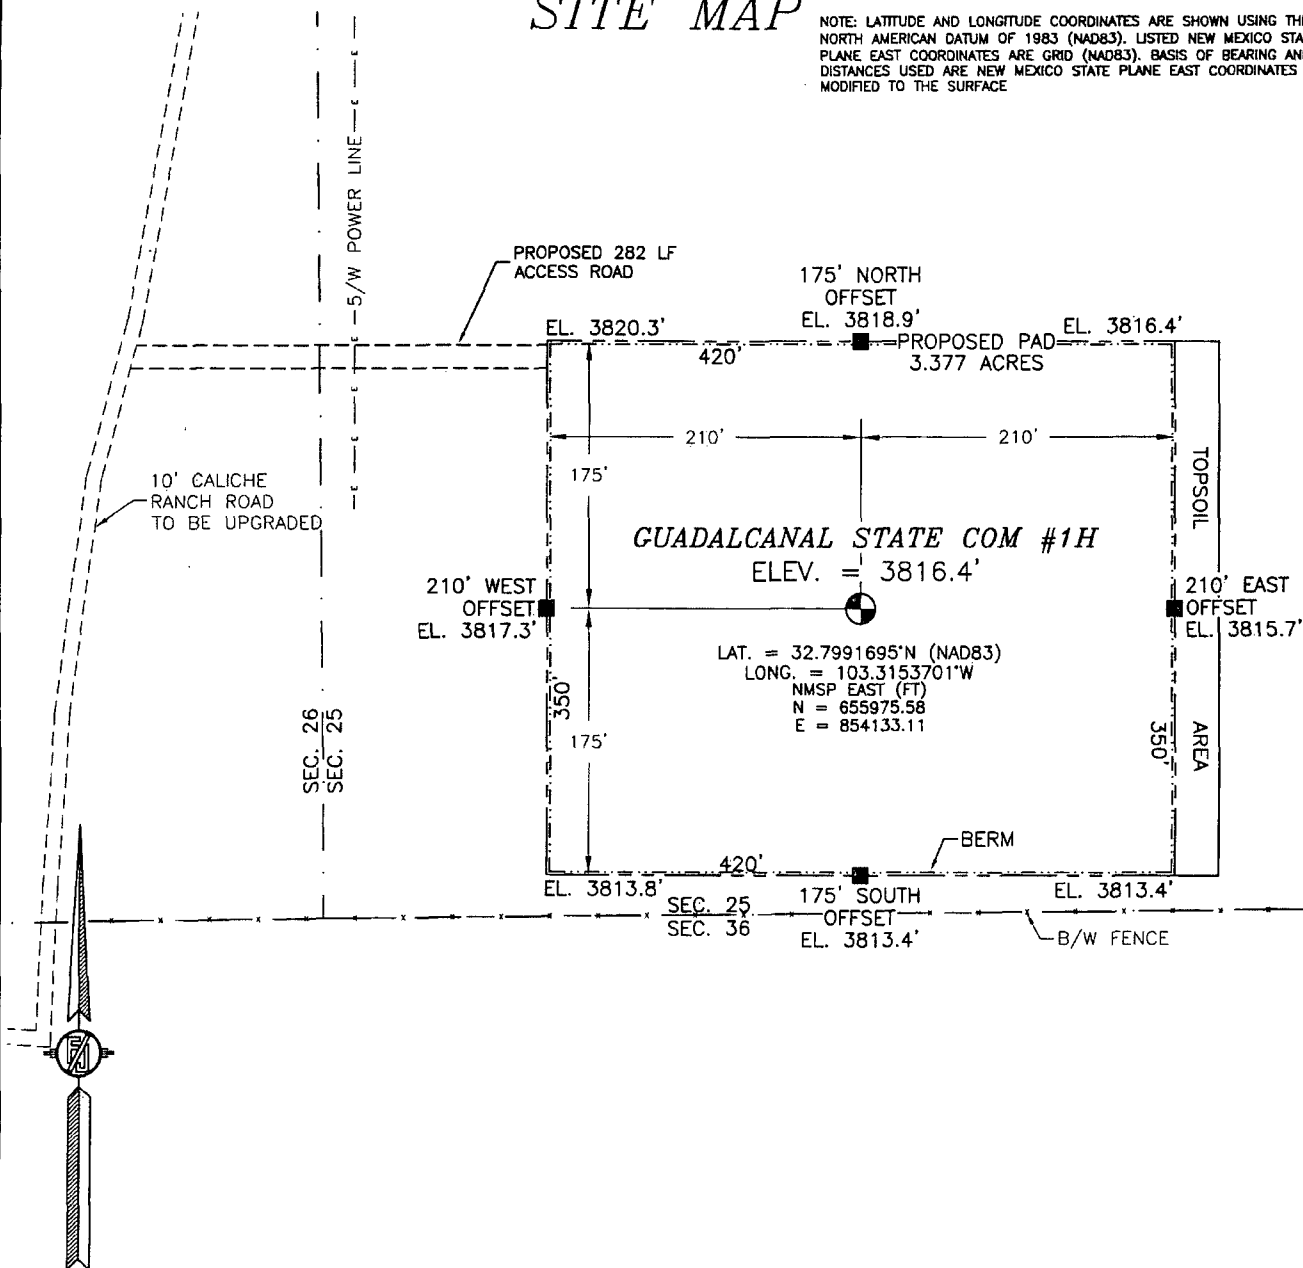 SITE MAP
NOTE: LATITUDE AND LONGITUDE COORDINATES ARE SHOWN USING TH
NORTH AMERICAN DATUM OF 1983 (NAD83). LISTED NEW MEXICO STA
PLANE EAST COORDINATES ARE GRID (NAD83). BASIS OF BEARING AN
DISTANCES USED ARE NEW MEXICO STATE PLANE EAST COORDINATES
MODIFIED TO THE SURFACE
5/W POWER LINE
PROPOSED 282 LF
ACCESS ROAD
175' NORTH
OFFSET
EL. 3818.9'
EL. 3820.3'
EL. 3816.4'
420'
PROPOSED PAD
3.377 ACRES
210'
210'
175'
10' CALICHE
RANCH ROAD
TO BE UPGRADED
TOPSOIL
AREA
GUADALCANAL STATE COM #1H
ELEV. = 3816.4'
210' WEST
OFFSET
EL. 3817.3'
210' EAST
OFFSET
EL. 3815.7'
LAT. = 32.7991695°N (NAD83)
LONG. = 103.3153701°W
NMSP EAST (FT)
N = 655975.58
E = 854133.11
350'
175'
350'
SEC. 26
SEC. 25
BERM
420'
EL. 3813.8'
EL. 3813.4'
175' SOUTH
OFFSET
EL. 3813.4'
SEC. 25
SEC. 36
B/W FENCE